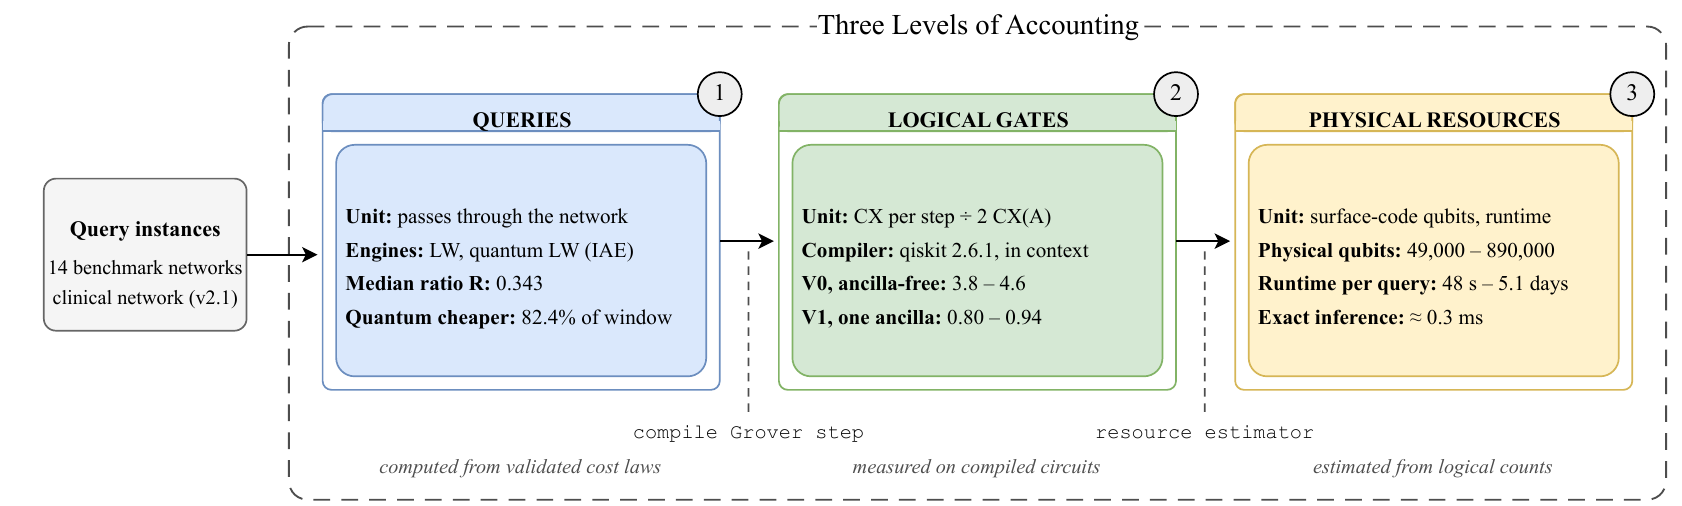 Three Levels of Accounting
Query instances
14 benchmark networks
clinical network (v2.1)
1
QUERIES
Unit: passes through the network
Engines: LW, quantum LW (IAE)
Median ratio R: 0.343
Quantum cheaper: 82.4% of window
2
LOGICAL GATES
Unit: CX per step ÷ 2 CX(A)
Compiler: qiskit 2.6.1, in context
V0, ancilla-free: 3.8 – 4.6
V1, one ancilla: 0.80 – 0.94
3
PHYSICAL RESOURCES
Unit: surface-code qubits, runtime
Physical qubits: 49,000 – 890,000
Runtime per query: 48 s – 5.1 days
Exact inference: ≈ 0.3 ms
compile Grover step
resource estimator
computed from validated cost laws
measured on compiled circuits
estimated from logical counts